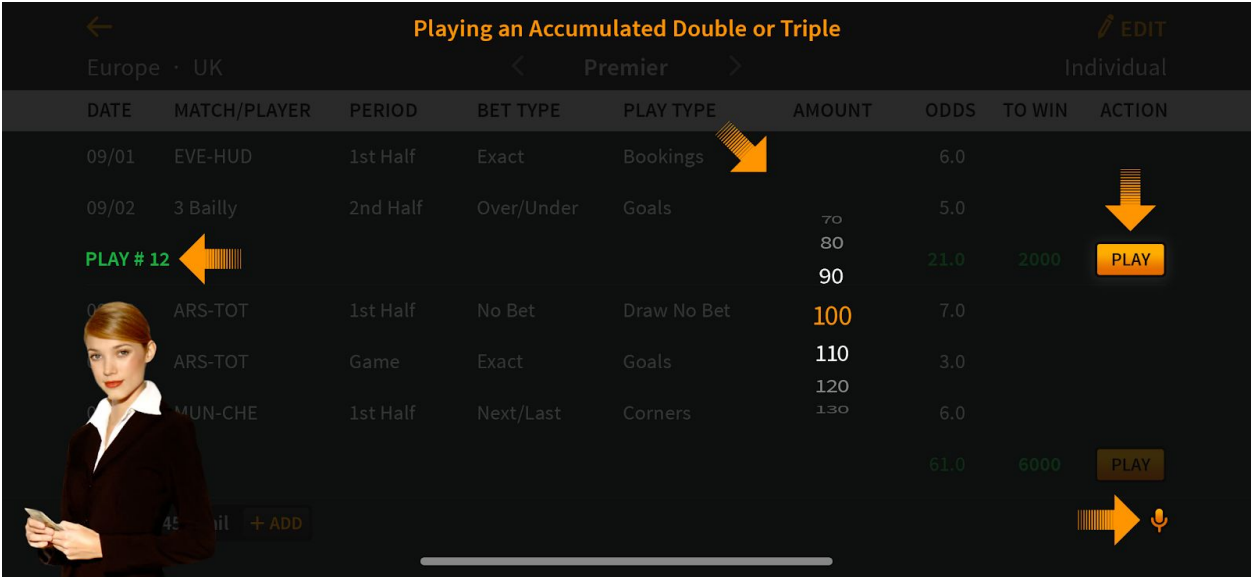 Playing an Accumulated Double or Triple
EDIT
Europe · UK < Premier > Individual
DATE MATCH/PLAYER PERIOD BET TYPE PLAY TYPE AMOUNT ODDS TO WIN ACTION
09/01 EVE-HUD 1st Half Exact Bookings 6.0
09/02 3 Bailly 2nd Half Over/Under Goals 5.0
70
80
PLAY # 12 21.0 2000 PLAY
90
ARS-TOT 1st Half No Bet Draw No Bet 100 7.0
110
ARS-TOT Game Exact Goals 3.0
120
130
MUN-CHE 1st Half Next/Last Corners 6.0
61.0 6000 PLAY
+ ADD